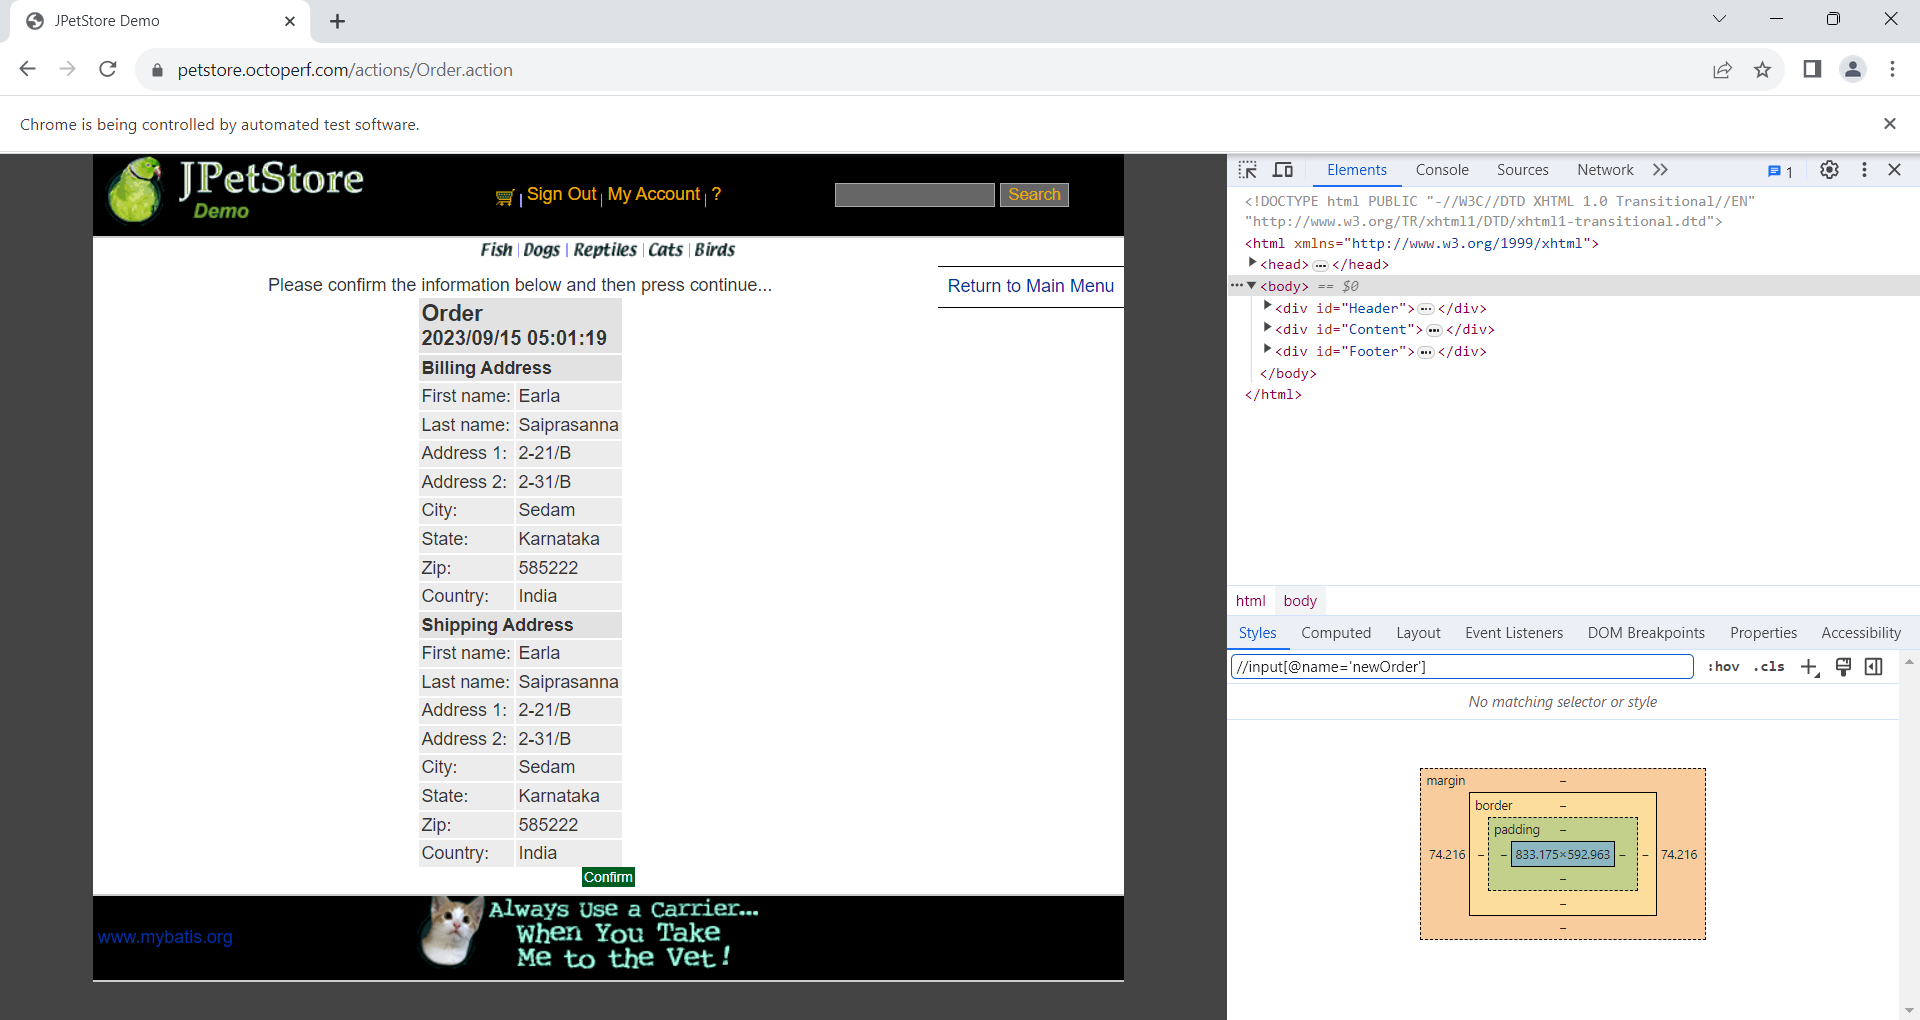 JPetStore Demo
petstore.octoperf.com/actions/Order.action
Chrome is being controlled by automated test software.
JPetStore
Demo
Sign Out | My Account | ?
Search
Fish | Dogs | Reptiles | Cats | Birds
Please confirm the information below and then press continue...
Return to Main Menu
Order
2023/09/15 05:01:19
Billing Address
First name: Earla
Last name: Saiprasanna
Address 1: 2-21/B
Address 2: 2-31/B
City: Sedam
State: Karnataka
Zip: 585222
Country: India
Shipping Address
First name: Earla
Last name: Saiprasanna
Address 1: 2-21/B
Address 2: 2-31/B
City: Sedam
State: Karnataka
Zip: 585222
Country: India
Confirm
www.mybatis.org
Always Use a Carrier...
When You Take
Me to the Vet!
Elements Console Sources Network 1
<!DOCTYPE html PUBLIC "-//W3C//DTD XHTML 1.0 Transitional//EN"
"http://www.w3.org/TR/xhtml1/DTD/xhtml1-transitional.dtd">
<html xmlns="http://www.w3.org/1999/xhtml">
<head>…</head>
<body> == $0
<div id="Header">…</div>
<div id="Content">…</div>
<div id="Footer">…</div>
</body>
</html>
html body
Styles Computed Layout Event Listeners DOM Breakpoints Properties Accessibility
//input[@name='newOrder'] :hov .cls
No matching selector or style
margin –
border –
padding –
74.216 – – 833.175×592.963 – – 74.216
–
–
–